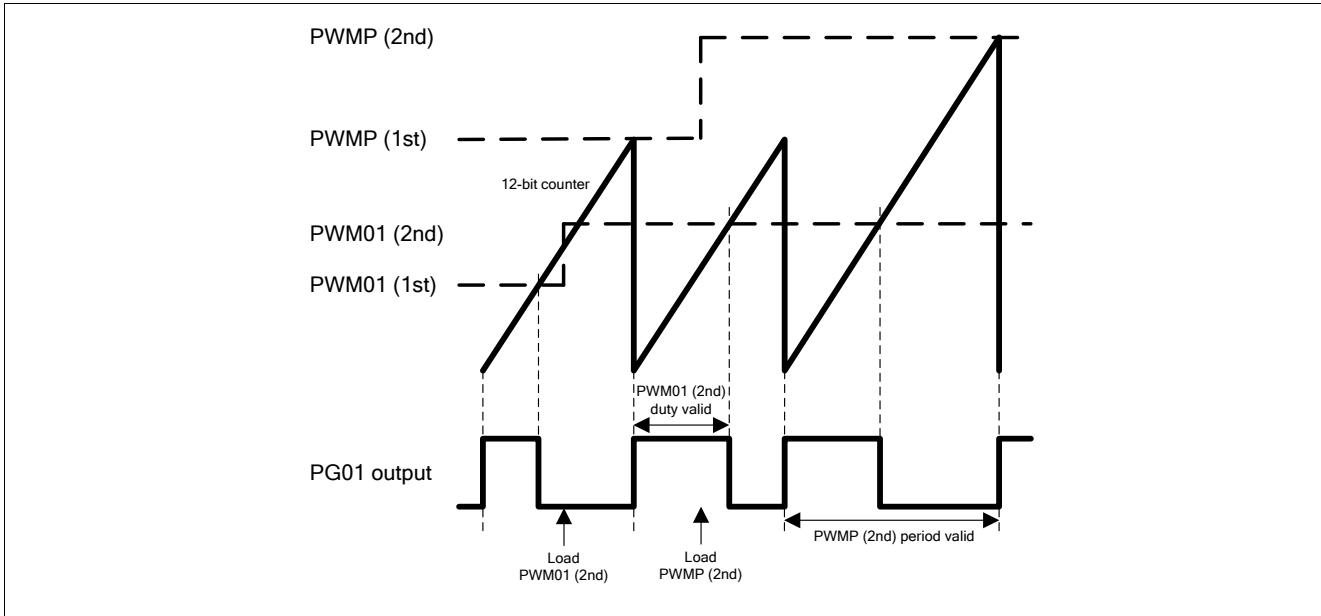 PWMP (2nd)
PWMP (1st)
12-bit counter
PWM01 (2nd)
PWM01 (1st)
PWM01 (2nd)
duty valid
PG01 output
PWMP (2nd) period valid
Load
PWM01 (2nd)
Load
PWMP (2nd)